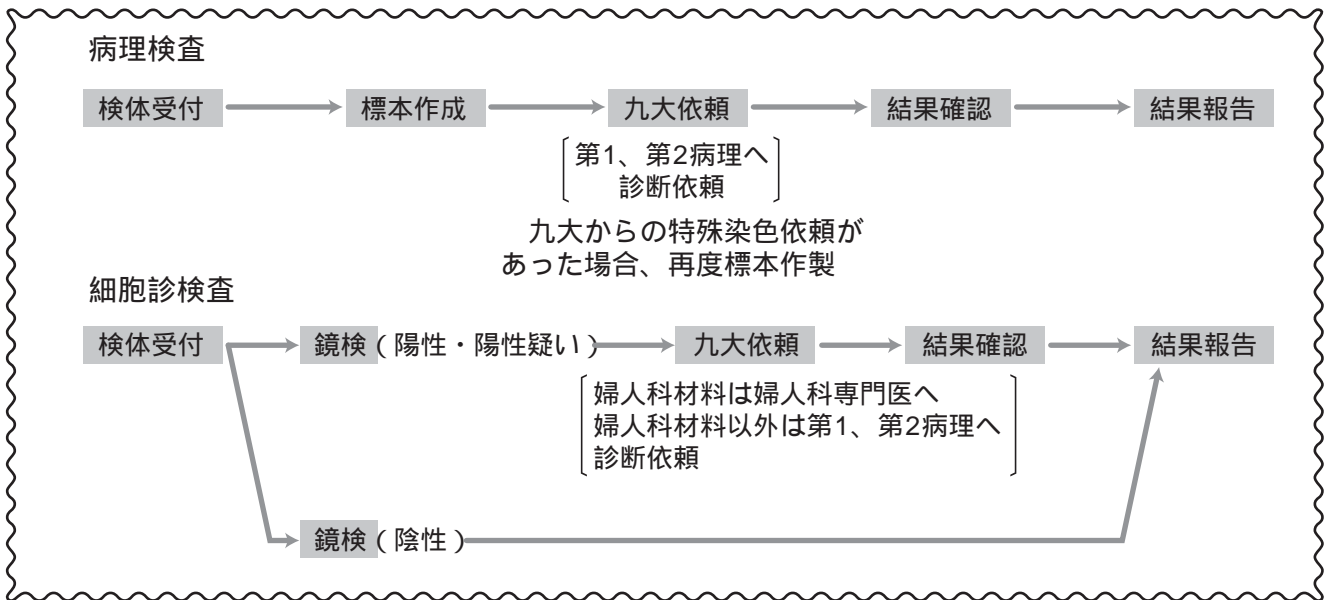 病理検査
検体受付 標本作成 九大依頼 結果確認 結果報告
第1、第2病理へ
診断依頼
九大からの特殊染色依頼が
あった場合、再度標本作製
細胞診検査
検体受付 鏡検(陽性・陽性疑い) 九大依頼 結果確認 結果報告
婦人科材料は婦人科専門医へ
婦人科材料以外は第1、第2病理へ
診断依頼
鏡検(陰性)